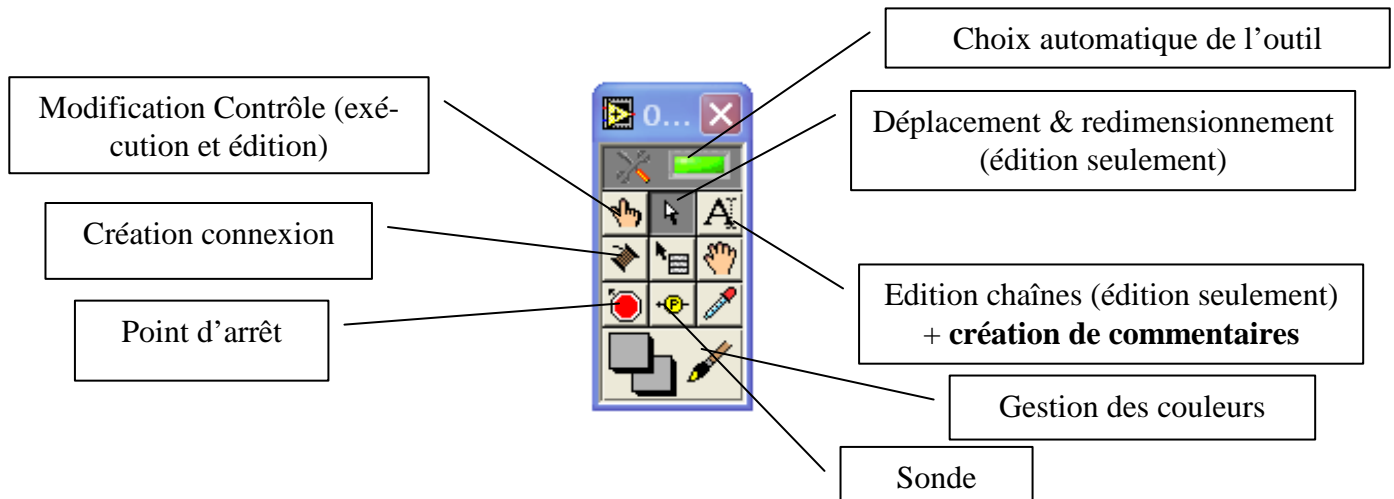 Choix automatique de l’outil
Modification Contrôle (exé-
cution et édition)
0...
Déplacement & redimensionnement
(édition seulement)
Création connexion
A
Edition chaînes (édition seulement)
+ création de commentaires
Point d’arrêt
P
Gestion des couleurs
Sonde